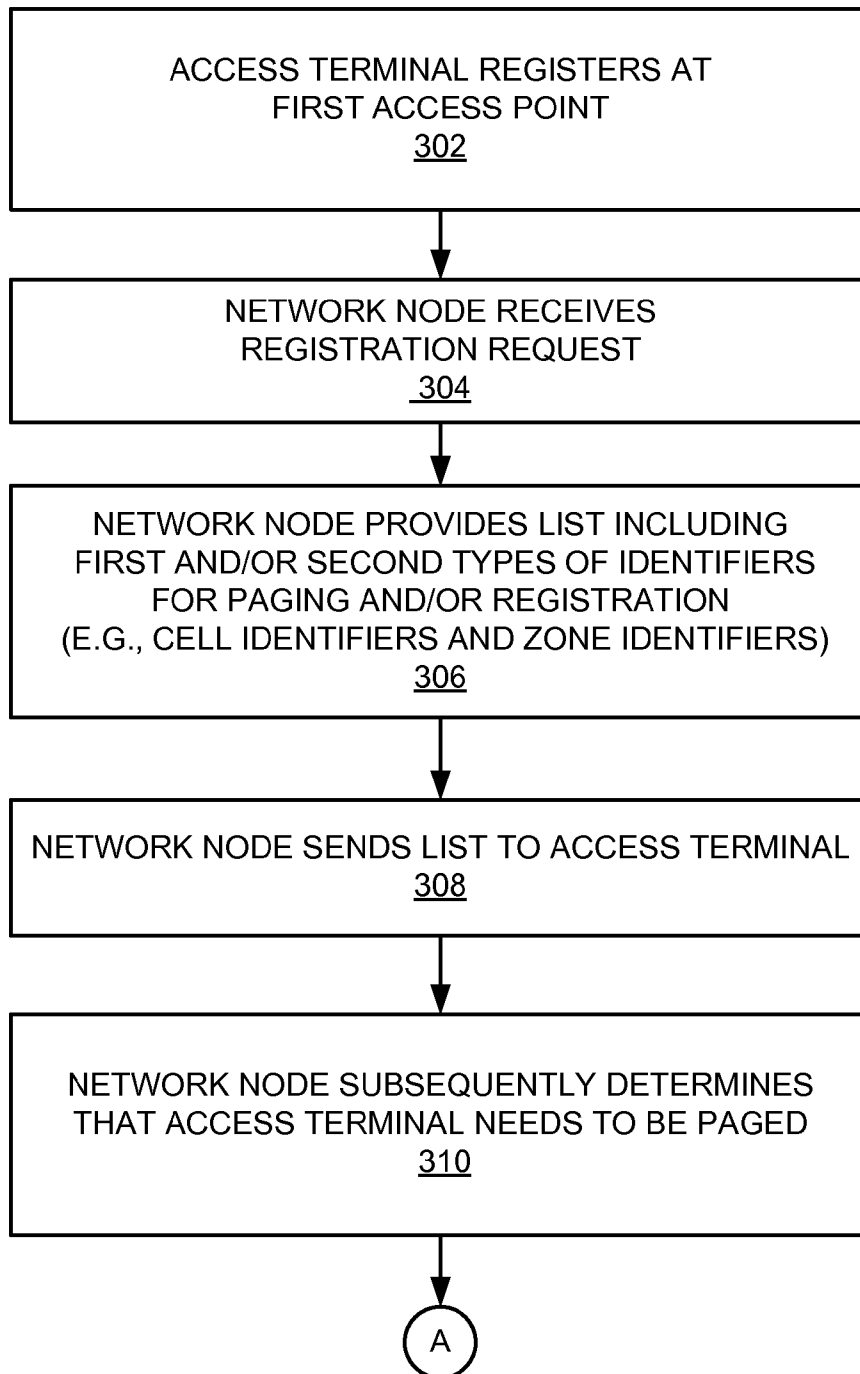 ACCESS TERMINAL REGISTERS AT
FIRST ACCESS POINT
302
NETWORK NODE RECEIVES
REGISTRATION REQUEST
304
NETWORK NODE PROVIDES LIST INCLUDING
FIRST AND/OR SECOND TYPES OF IDENTIFIERS
FOR PAGING AND/OR REGISTRATION
(E.G., CELL IDENTIFIERS AND ZONE IDENTIFIERS)
306
NETWORK NODE SENDS LIST TO ACCESS TERMINAL
308
NETWORK NODE SUBSEQUENTLY DETERMINES
THAT ACCESS TERMINAL NEEDS TO BE PAGED
310
A